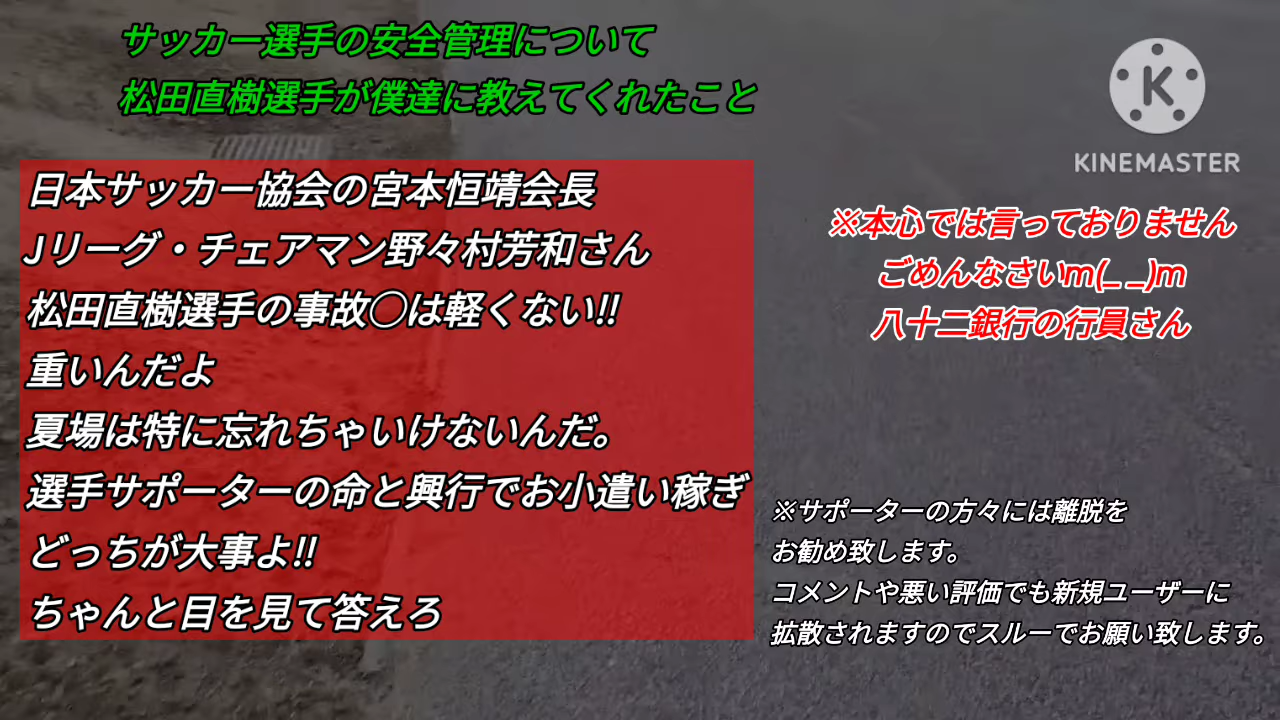 サッカー選手の安全管理について
松田直樹選手が僕達に教えてくれたこと
KINEMASTER
日本サッカー協会の宮本恒靖会長
Jリーグ・チェアマン野々村芳和さん
松田直樹選手の事故◯は軽くない!!
重いんだよ
夏場は特に忘れちゃいけないんだ。
選手サポーターの命と興行でお小遣い稼ぎ
どっちが大事よ!!
ちゃんと目を見て答えろ
※本心では言っておりません
ごめんなさいm(_ _)m
八十二銀行の行員さん
※サポーターの方々には離脱を
お勧め致します。
コメントや悪い評価でも新規ユーザーに
拡散されますのでスルーでお願い致します。